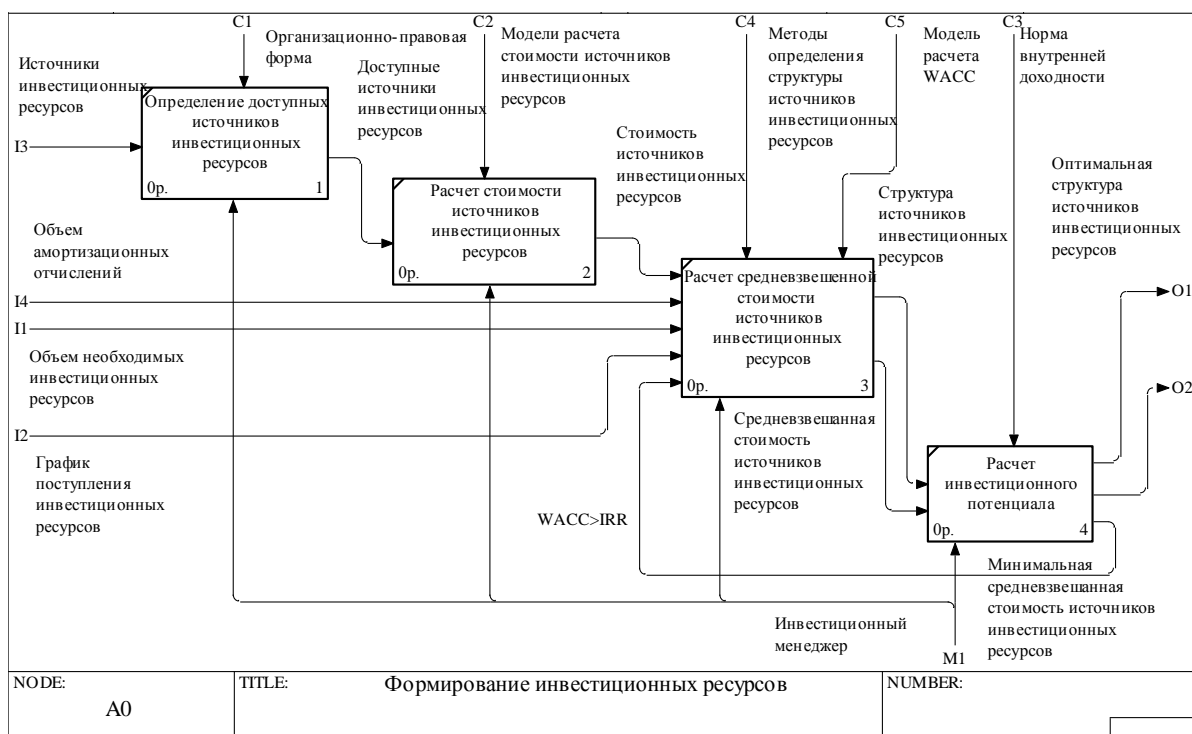 C1
C2
C4
C5
C3
Организационно-правовая
форма
Модели расчета
стоимости источников
инвестиционных
ресурсов
Методы
определения
структуры
источников
инвестиционных
ресурсов
Модель
расчета
WACC
Норма
внутренней
доходности
Источники
инвестиционных
ресурсов
Доступные
источники
инвестиционных
ресурсов
I3
Определение доступных
источников
инвестиционных
ресурсов
0р.
1
Стоимость
источников
инвестиционных
ресурсов
Оптимальная
структура
источников
инвестиционных
ресурсов
Расчет стоимости
источников
инвестиционных
ресурсов
0р.
2
Структура
источников
инвестиционных
ресурсов
Объем
амортизационных
отчислений
I4
I1
Расчет средневзвешенной
стоимости
источников
инвестиционных
ресурсов
0р.
3
O1
O2
Объем необходимых
инвестиционных
ресурсов
I2
Средневзвешанная
стоимость
источников
инвестиционных
ресурсов
Расчет
инвестиционного
потенциала
0р.
4
График
поступления
инвестиционных
ресурсов
WACC>IRR
Минимальная
средневзвешанная
стоимость источников
инвестиционных
ресурсов
Инвестиционный
менеджер
M1
NODE:
A0
TITLE:
Формирование инвестиционных ресурсов
NUMBER: